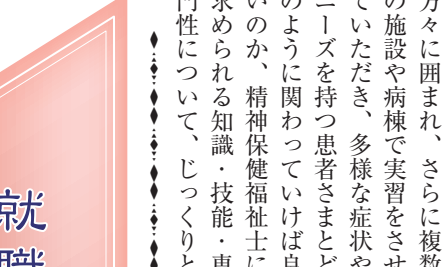 方々に囲まれ、さらに複数
の施設や病棟で実習をさせ
ていただき、多様な症状や
ニーズを持つ患者さまとど
のように関わっていけば良
いのか、精神保健福祉士に
求められる知識・技能・専
門性について、じっくりと
就職